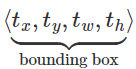 ⟨t_x, t_y, t_w, t_h⟩
bounding box